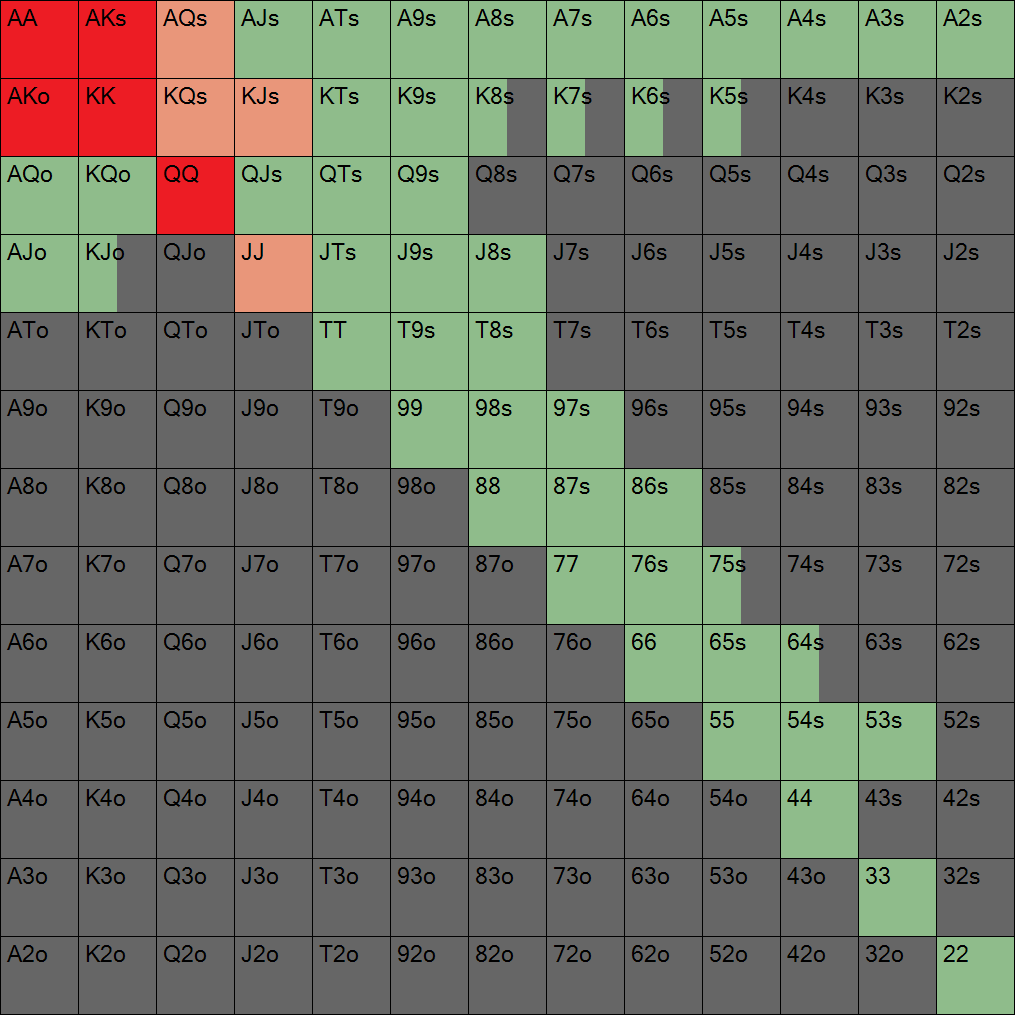 AA AKs AQs AJs ATs A9s A8s A7s A6s A5s A4s A3s A2s
AKo KK KQs KJs KTs K9s K8s K7s K6s K5s K4s K3s K2s
AQo KQo QQ QJs QTs Q9s Q8s Q7s Q6s Q5s Q4s Q3s Q2s
AJo KJo QJo JJ JTs J9s J8s J7s J6s J5s J4s J3s J2s
ATo KTo QTo JTo TT T9s T8s T7s T6s T5s T4s T3s T2s
A9o K9o Q9o J9o T9o 99 98s 97s 96s 95s 94s 93s 92s
A8o K8o Q8o J8o T8o 98o 88 87s 86s 85s 84s 83s 82s
A7o K7o Q7o J7o T7o 97o 87o 77 76s 75s 74s 73s 72s
A6o K6o Q6o J6o T6o 96o 86o 76o 66 65s 64s 63s 62s
A5o K5o Q5o J5o T5o 95o 85o 75o 65o 55 54s 53s 52s
A4o K4o Q4o J4o T4o 94o 84o 74o 64o 54o 44 43s 42s
A3o K3o Q3o J3o T3o 93o 83o 73o 63o 53o 43o 33 32s
A2o K2o Q2o J2o T2o 92o 82o 72o 62o 52o 42o 32o 22